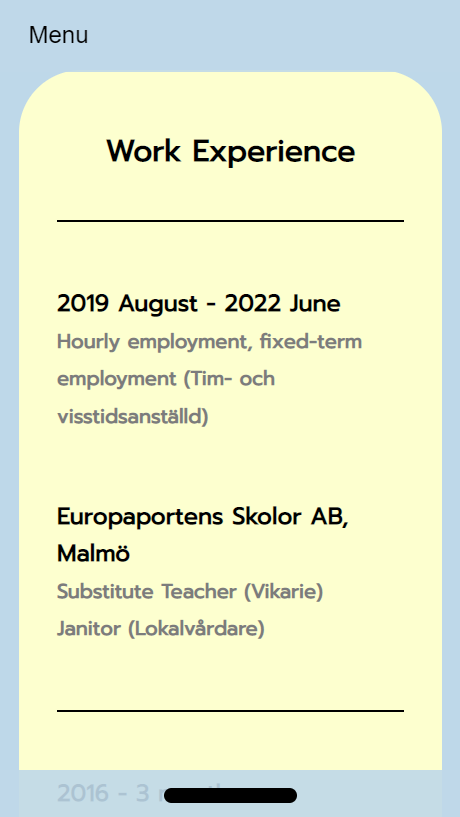 Menu
Work Experience
2019 August - 2022 June
Hourly employment, fixed-term
employment (Tim- och
visstidsanställd)
Europaportens Skolor AB,
Malmö
Substitute Teacher (Vikarie)
Janitor (Lokalvårdare)
2016 - 3